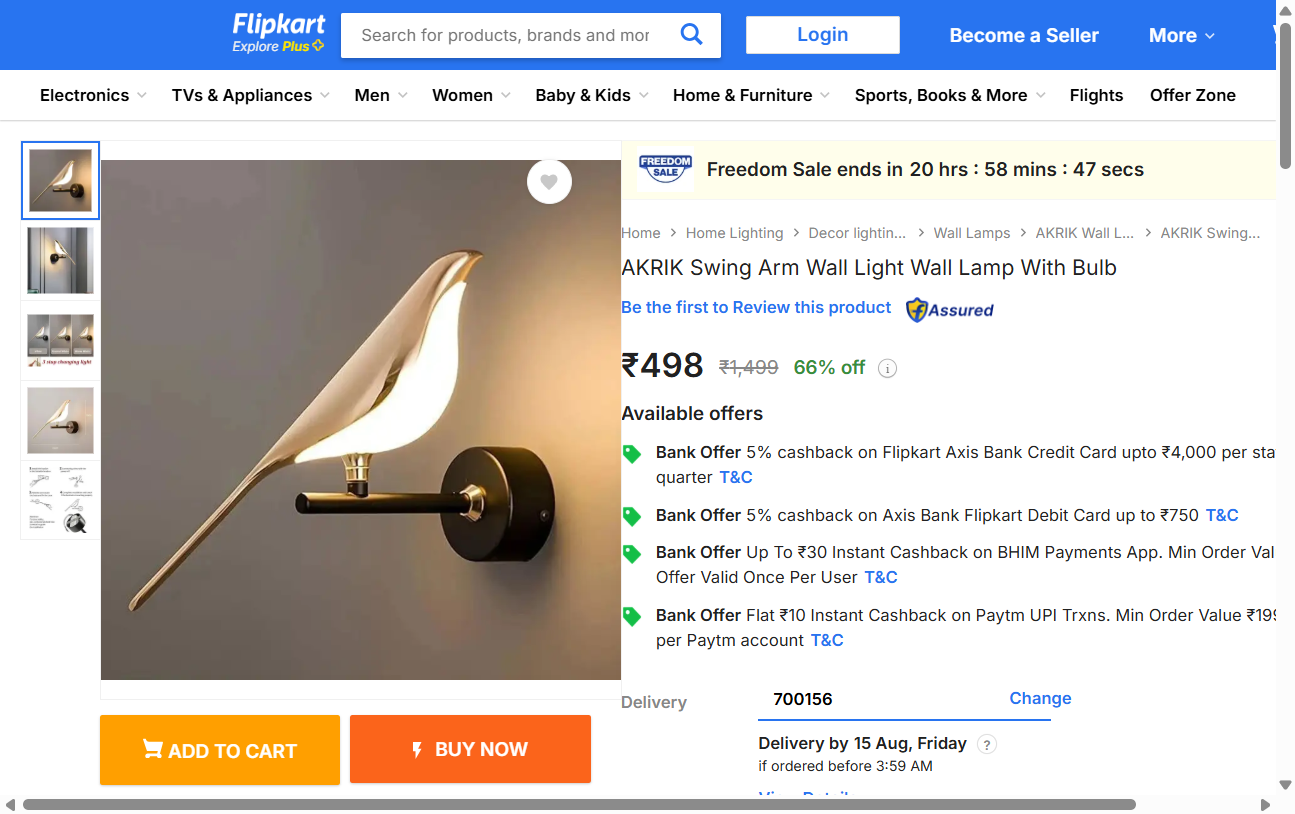 Flipkart
Explore Plus
Search for products, brands and mor
Login
Become a Seller
More
Electronics
TVs & Appliances
Men
Women
Baby & Kids
Home & Furniture
Sports, Books & More
Flights
Offer Zone
FREEDOM SALE
Freedom Sale ends in 20 hrs : 58 mins : 47 secs
Home > Home Lighting > Decor lightin... > Wall Lamps > AKRIK Wall L... > AKRIK Swing...
AKRIK Swing Arm Wall Light Wall Lamp With Bulb
Be the first to Review this product
Assured
₹498 ₹1,499 66% off
Available offers
Bank Offer 5% cashback on Flipkart Axis Bank Credit Card upto ₹4,000 per sta
quarter T&C
Bank Offer 5% cashback on Axis Bank Flipkart Debit Card up to ₹750 T&C
Bank Offer Up To ₹30 Instant Cashback on BHIM Payments App. Min Order Val
Offer Valid Once Per User T&C
Bank Offer Flat ₹10 Instant Cashback on Paytm UPI Trxns. Min Order Value ₹199
per Paytm account T&C
Delivery
700156
Change
Delivery by 15 Aug, Friday ?
if ordered before 3:59 AM
ADD TO CART
BUY NOW